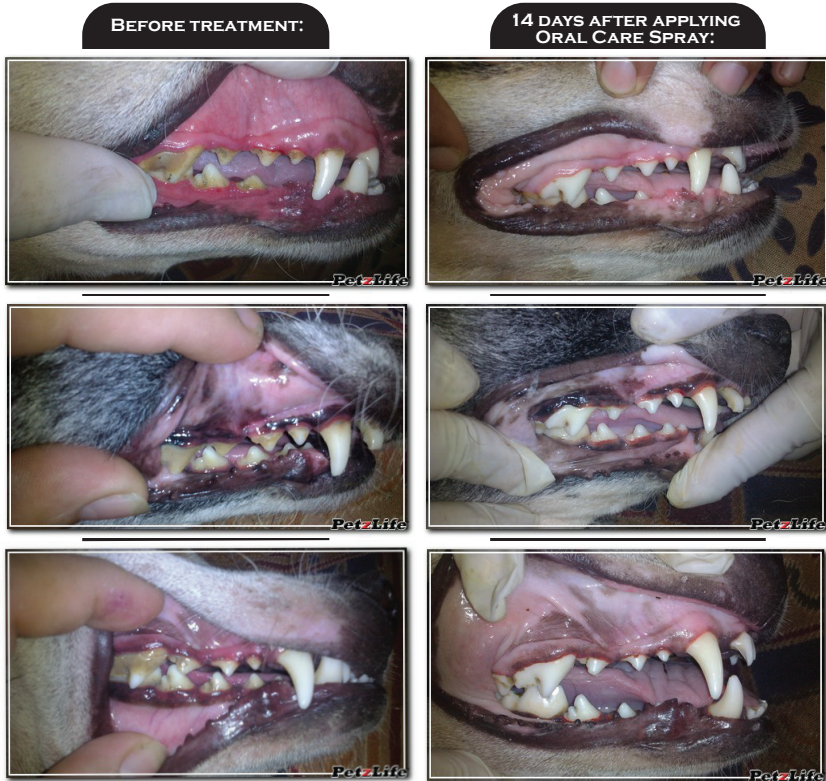 Before treatment:
14 days after applying
Oral Care Spray:
PetzLife
PetzLife
PetzLife
PetzLife
PetzLife
PetzLife